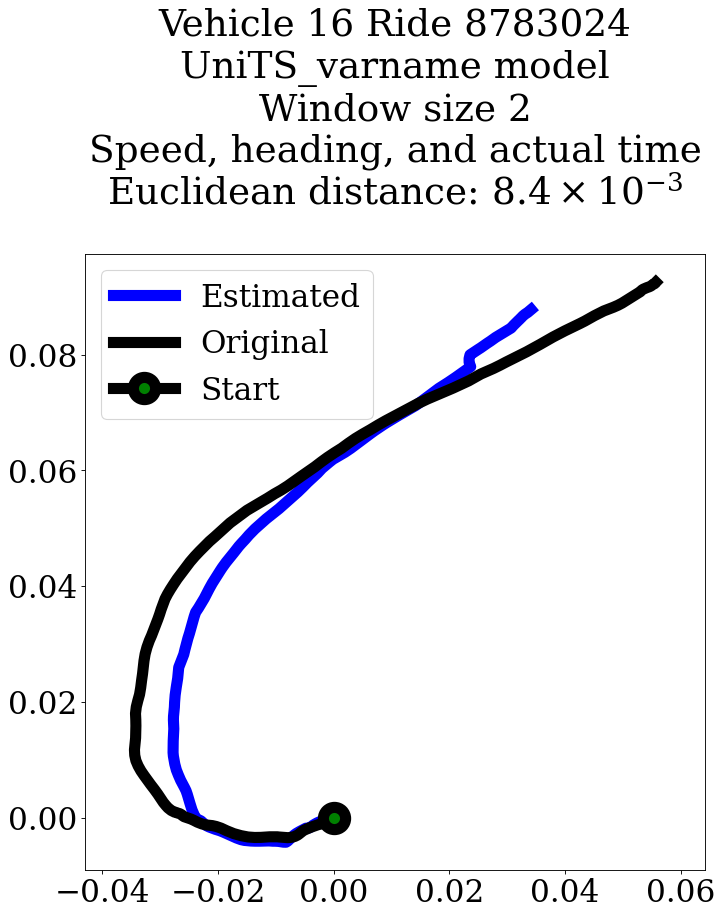 Vehicle 16 Ride 8783024
UniTS_varname model
Window size 2
Speed, heading, and actual time
Euclidean distance: 8.4 × 10⁻³
Estimated
Original
Start
0.08
0.06
0.04
0.02
0.00
−0.04 −0.02 0.00 0.02 0.04 0.06